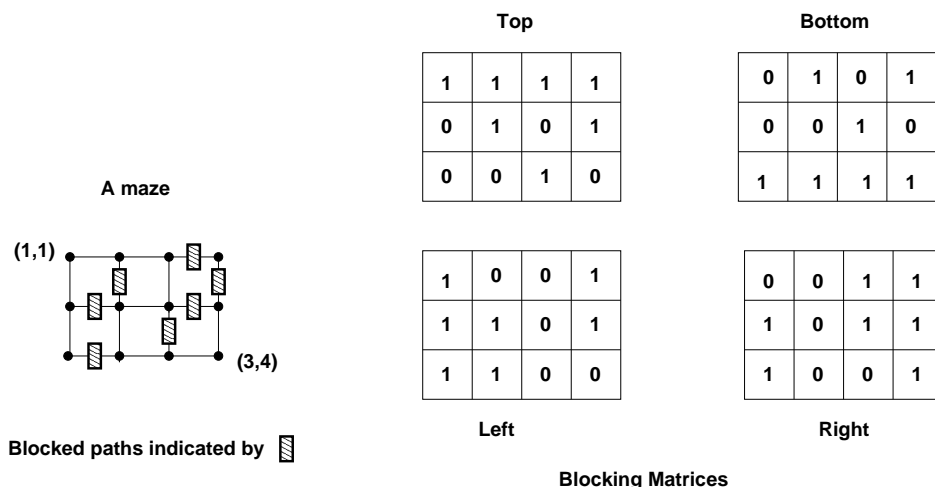 Top
1 1 1 1
0 1 0 1
0 0 1 0
Bottom
0 1 0 1
0 0 1 0
1 1 1 1
A maze
(1,1)
(3,4)
Blocked paths indicated by
1 0 0 1
1 1 0 1
1 1 0 0
Left
0 0 1 1
1 0 1 1
1 0 0 1
Right
Blocking Matrices